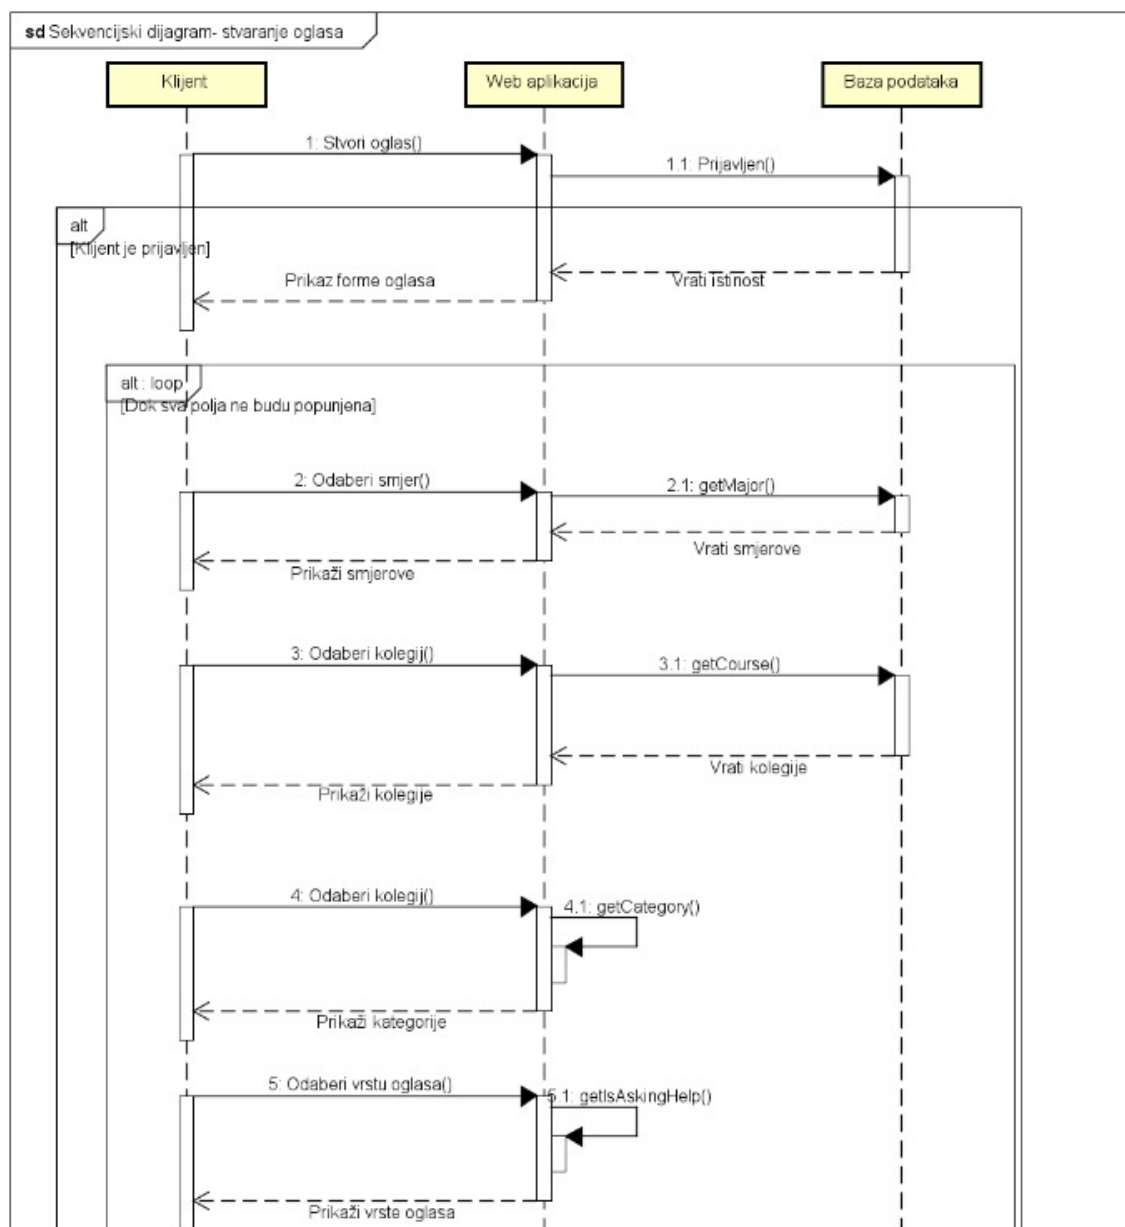 sd Sekvencijski dijagram- stvaranje oglasa
Klijent
Web aplikacija
Baza podataka
1: Stvori oglas()
1.1: Prijavljen()
alt
[Klijent je prijavljen]
Prikaz forme oglasa
Vrati istinost
alt : loop
[Dok sva polja ne budu popunjena]
2: Odaberi smjer()
2.1: getMajor()
Vrati smjerove
Prikaži smjerove
3: Odaberi kolegij()
3.1: getCourse()
Vrati kolegije
Prikaži kolegije
4: Odaberi kolegij()
4.1: getCategory()
Prikaži kategorije
5: Odaberi vrstu oglasa()
5.1: getIsAskingHelp()
Prikaži vrste oglasa